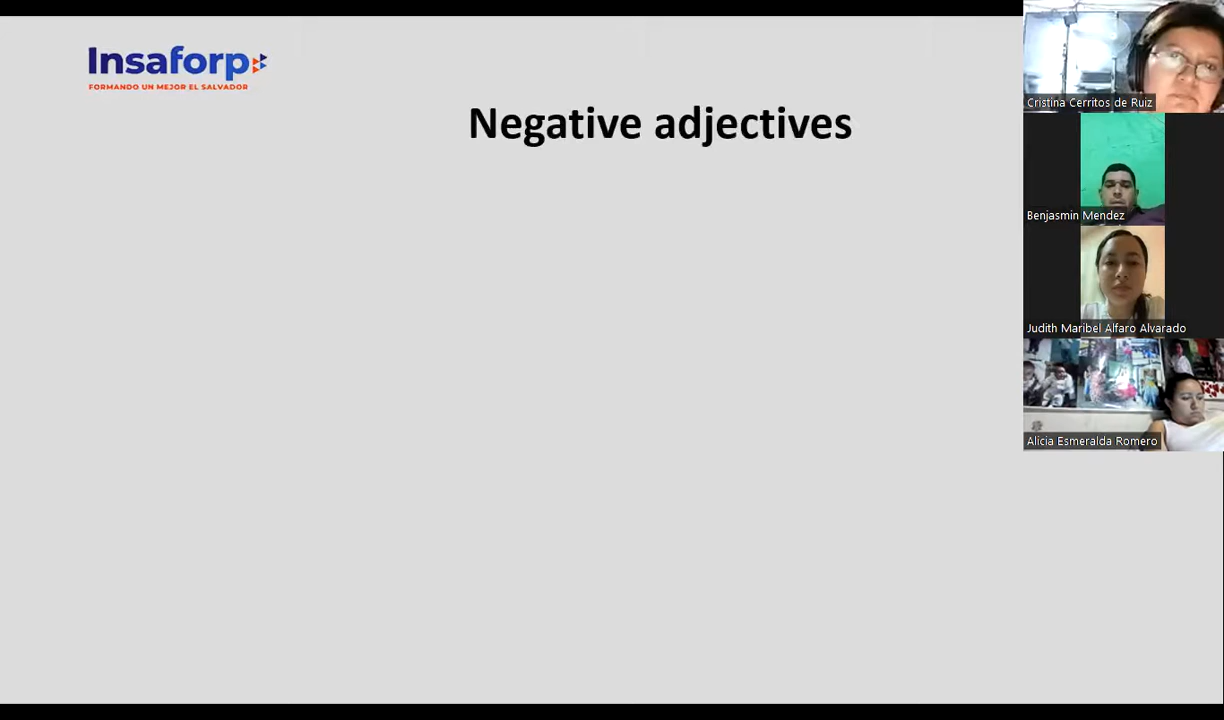 Insaforp
FORMANDO UN MEJOR EL SALVADOR
Negative adjectives
Cristina Cerritos de Ruiz
Benjasmin Mendez
Judith Maribel Alfaro Alvarado
Alicia Esmeralda Romero